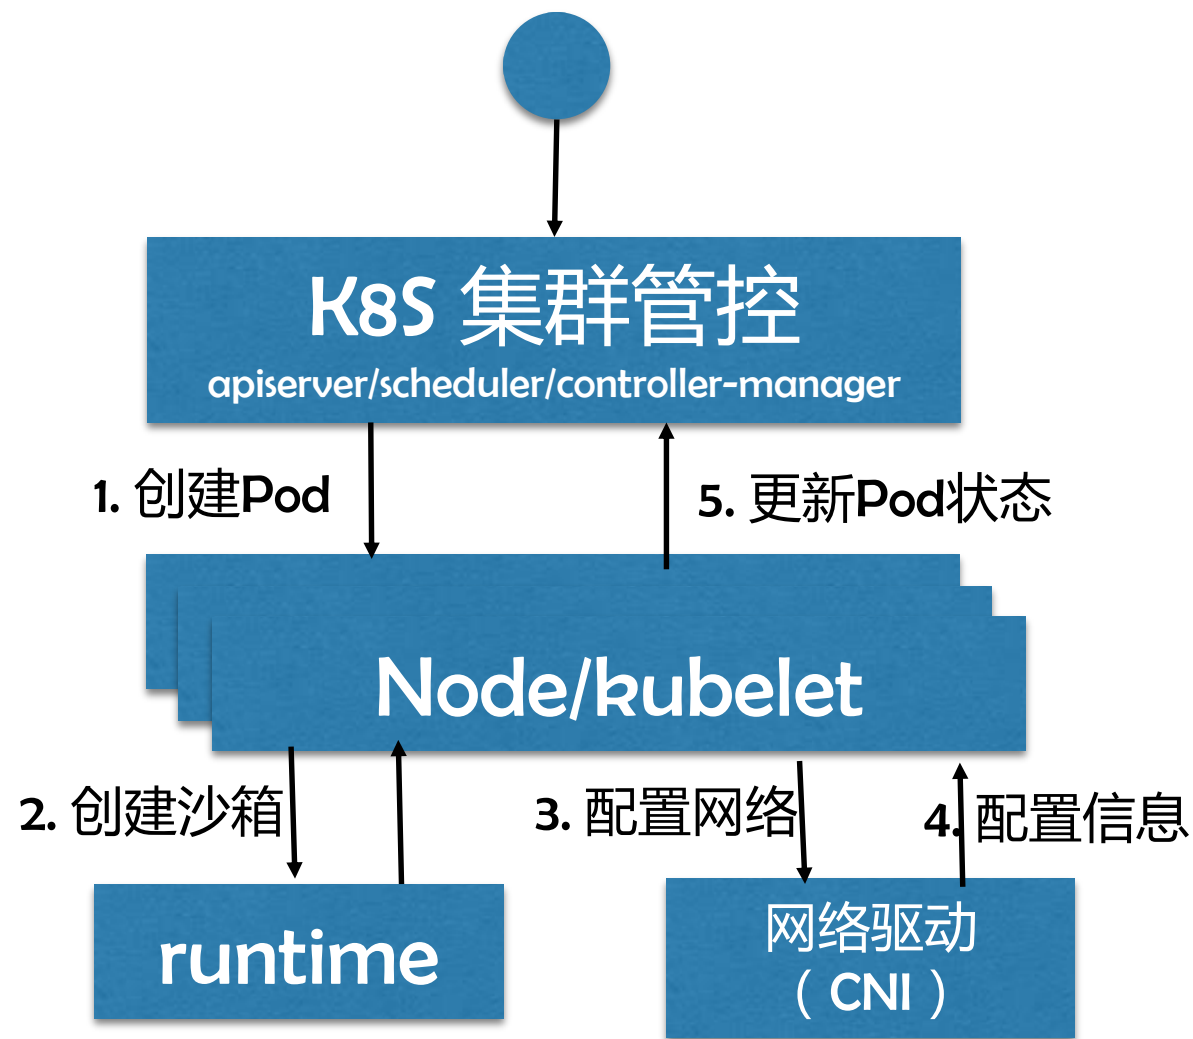 K8S 集群管控
apiserver/scheduler/controller-manager
1. 创建Pod
5. 更新Pod状态
Node/kubelet
2. 创建沙箱
3. 配置网络
4. 配置信息
runtime
网络驱动
（ CNI ）